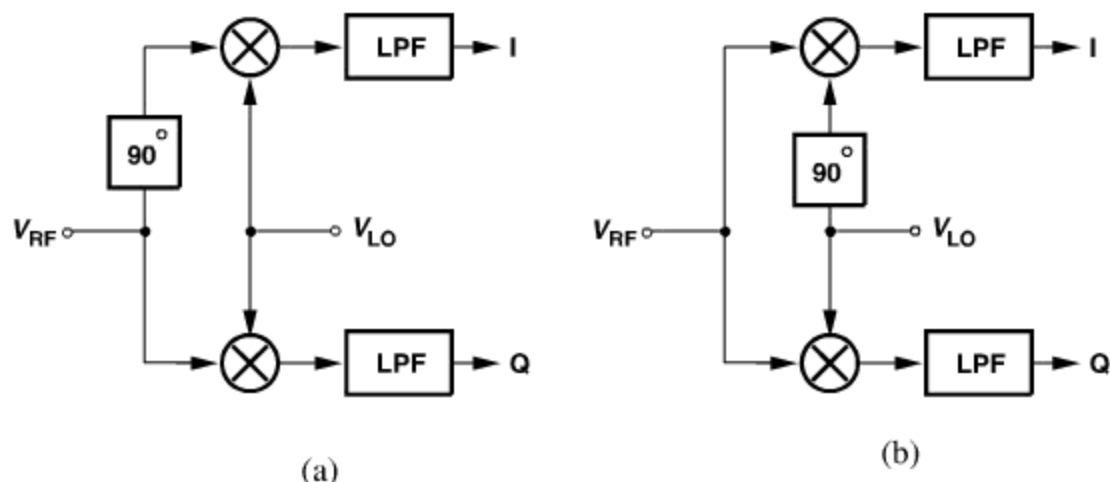 LPF
I
90°
V_RF
V_LO
LPF
Q
(a)
LPF
I
90°
V_RF
V_LO
LPF
Q
(b)